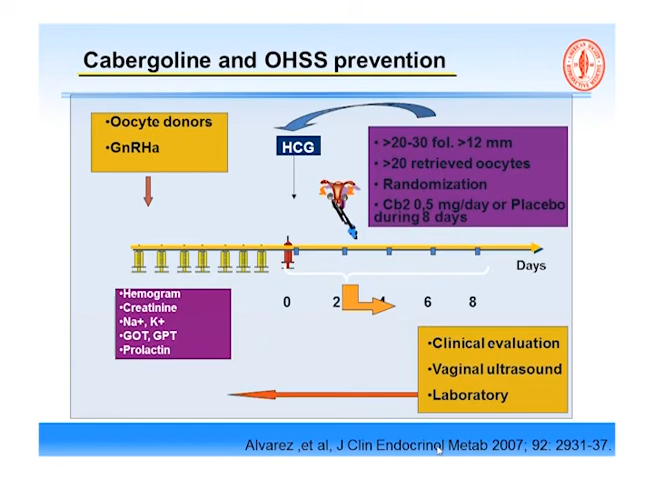 Cabergoline and OHSS prevention
•Oocyte donors
•GnRHa
HCG
• >20-30 fol. >12 mm
• >20 retrieved oocytes
• Randomization
• Cb2 0,5 mg/day or Placebo
during 8 days
Days
0 2 4 6 8
•Hemogram
•Creatinine
•Na+, K+
•GOT, GPT
•Prolactin
•Clinical evaluation
•Vaginal ultrasound
•Laboratory
Alvarez ,et al, J Clin Endocrinol Metab 2007; 92: 2931-37.